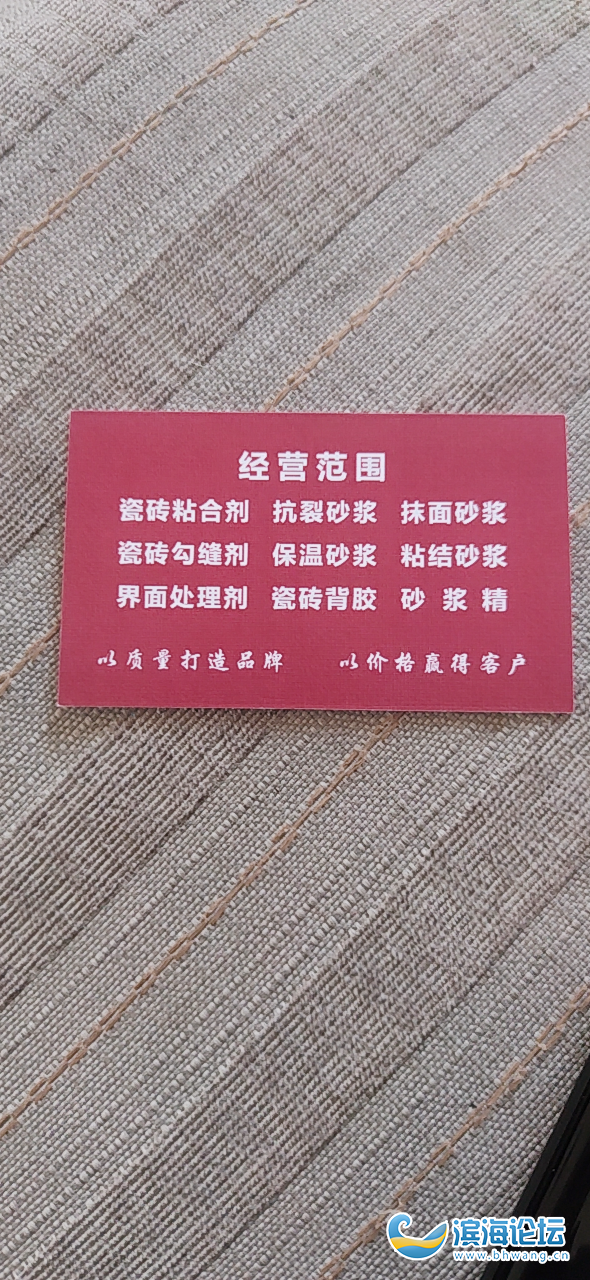 经营范围
瓷砖粘合剂 抗裂砂浆 抹面砂浆
瓷砖勾缝剂 保温砂浆 粘结砂浆
界面处理剂 瓷砖背胶 砂浆精
以质量打造品牌 以价格赢得客户
滨海论坛
www.bhwang.cn